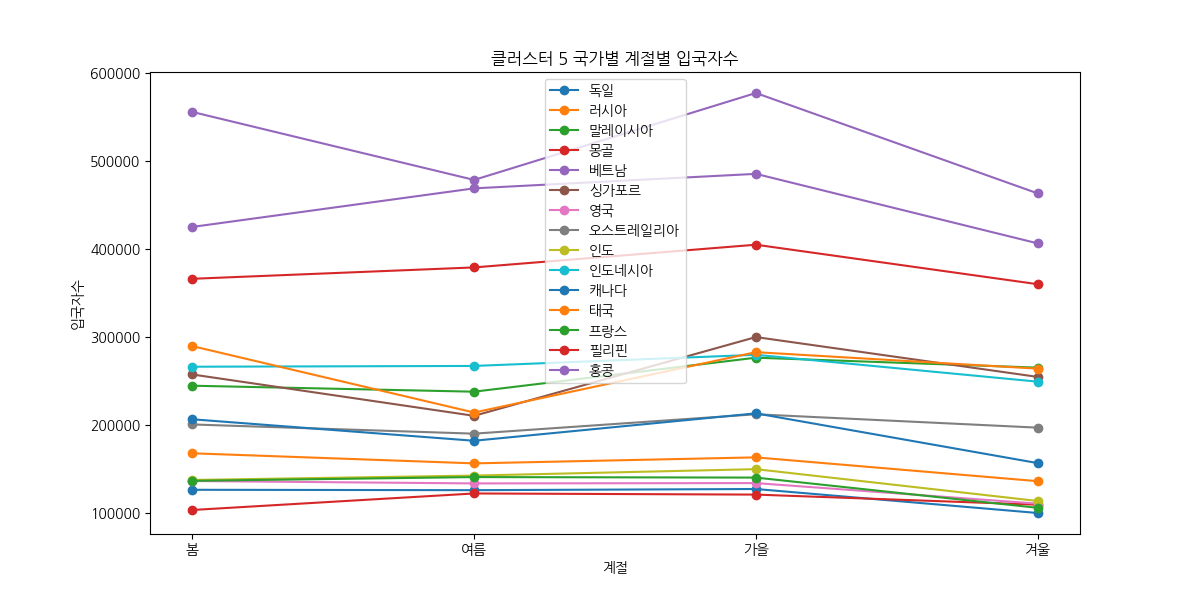 클러스터 5 국가별 계절별 입국자수
600000
500000
400000
300000
200000
100000
입국자수
독일
러시아
말레이시아
몽골
베트남
싱가포르
영국
오스트레일리아
인도
인도네시아
캐나다
태국
프랑스
필리핀
홍콩
봄
여름
가을
겨울
계절